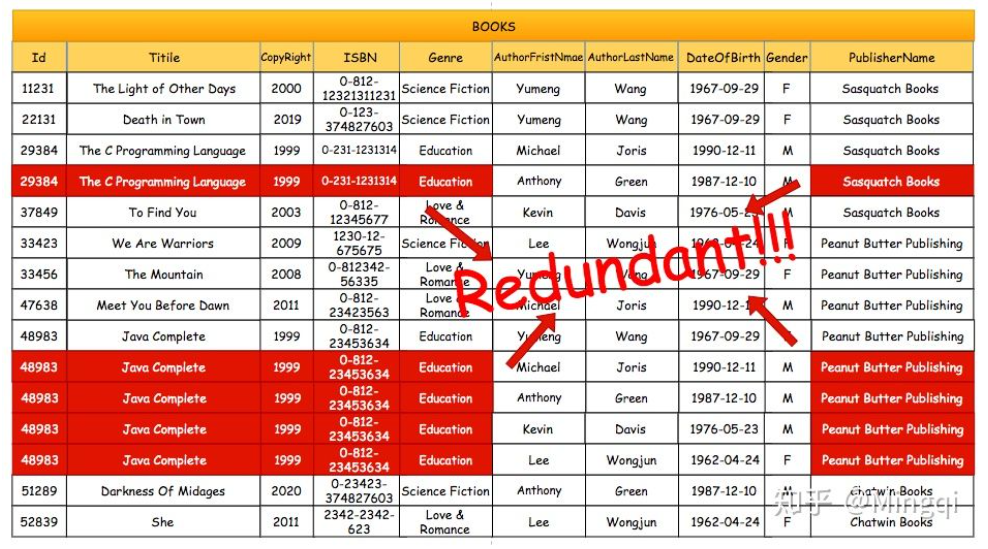 BOOKS
Id Titile CopyRight ISBN Genre AuthorFristNmae AuthorLastName DateOfBirth Gender PublisherName
11231 The Light of Other Days 2000 0-812-12321311231 Science Fiction Yumeng Wang 1967-09-29 F Sasquatch Books
22131 Death in Town 2019 0-123-374827603 Science Fiction Yumeng Wang 1967-09-29 F Sasquatch Books
29384 The C Programming Language 1999 0-231-1231314 Education Michael Joris 1990-12-11 M Sasquatch Books
29384 The C Programming Language 1999 0-231-1231314 Education Anthony Green 1987-12-10 M Sasquatch Books
37849 To Find You 2003 0-812-12345677 Love & Romance Kevin Davis 1976-05-23 M Sasquatch Books
33423 We Are Warriors 2009 1230-12-675675 Science Fiction Lee Wongjun 1962-04-24 F Peanut Butter Publishing
33456 The Mountain 2008 0-812342-56335 Love & Romance Yumeng Wang 1967-09-29 F Peanut Butter Publishing
Redundant!!!
47638 Meet You Before Dawn 2011 0-812-23423563 Love & Romance Michael Joris 1990-12-11 M Peanut Butter Publishing
48983 Java Complete 1999 0-812-23453634 Education Yumeng Wang 1967-09-29 F Peanut Butter Publishing
48983 Java Complete 1999 0-812-23453634 Education Michael Joris 1990-12-11 M Peanut Butter Publishing
48983 Java Complete 1999 0-812-23453634 Education Anthony Green 1987-12-10 M Peanut Butter Publishing
48983 Java Complete 1999 0-812-23453634 Education Kevin Davis 1976-05-23 M Peanut Butter Publishing
48983 Java Complete 1999 0-812-23453634 Education Lee Wongjun 1962-04-24 F Peanut Butter Publishing
51289 Darkness Of Midages 2020 0-23423-374827603 Science Fiction Anthony Green 1987-12-10 M Chatwin Books
52839 She 2011 2342-2342-623 Love & Romance Lee Wongjun 1962-04-24 F Chatwin Books
知乎 @Mingqi